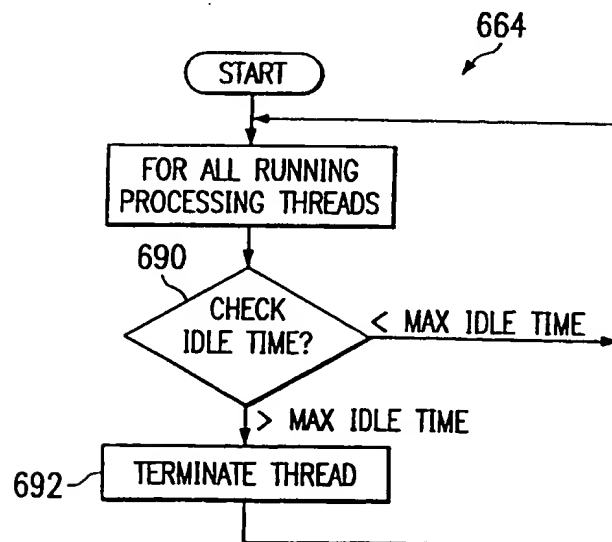 664
START
FOR ALL RUNNING
PROCESSING THREADS
690
CHECK
IDLE TIME?
< MAX IDLE TIME
> MAX IDLE TIME
692
TERMINATE THREAD